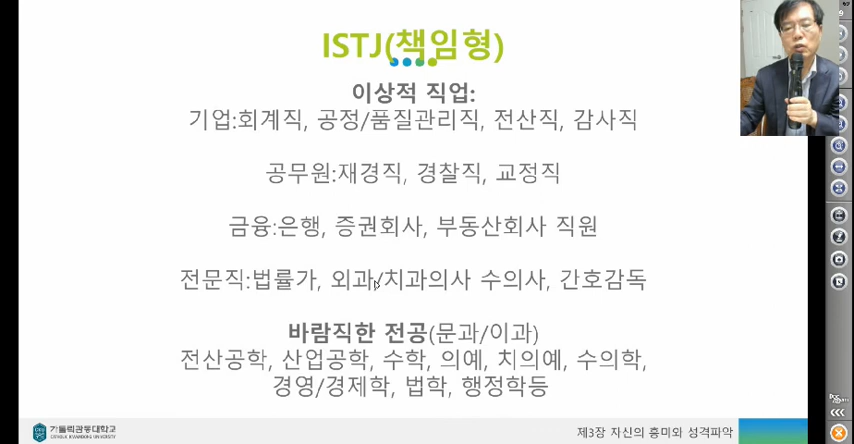 ISTJ(책임형)
이상적 직업:
기업:회계직, 공정/품질관리직, 전산직, 감사직
공무원:재경직, 경찰직, 교정직
금융:은행, 증권회사, 부동산회사 직원
전문직:법률가, 외과/치과의사 수의사, 간호감독
바람직한 전공(문과/이과)
전산공학, 산업공학, 수학, 의예, 치의예, 수의학,
경영/경제학, 법학, 행정학등
가톨릭관동대학교
CATHOLIC KWANDONG UNIVERSITY
제3장 자신의 흥미와 성격파악